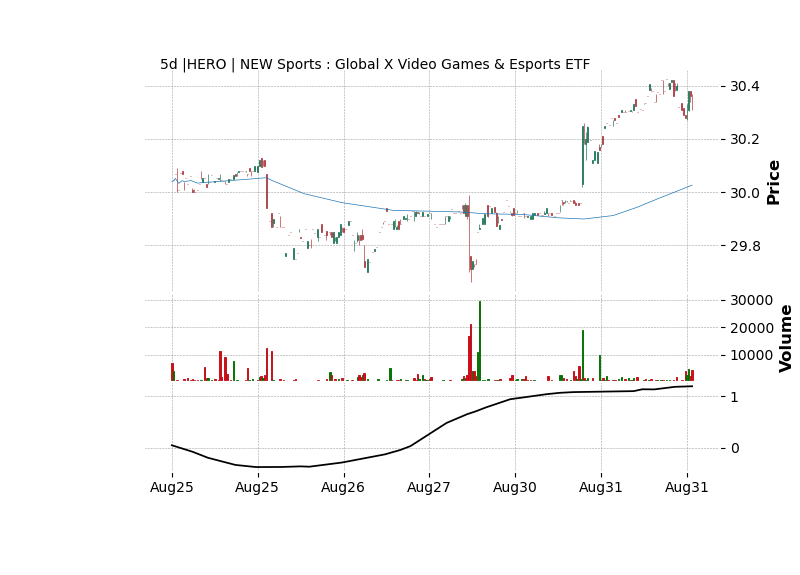 5d |HERO | NEW Sports : Global X Video Games & Esports ETF
30.4
30.2
30.0
29.8
Price
30000
20000
10000
Volume
1
0
Aug25 Aug25 Aug26 Aug27 Aug30 Aug31 Aug31